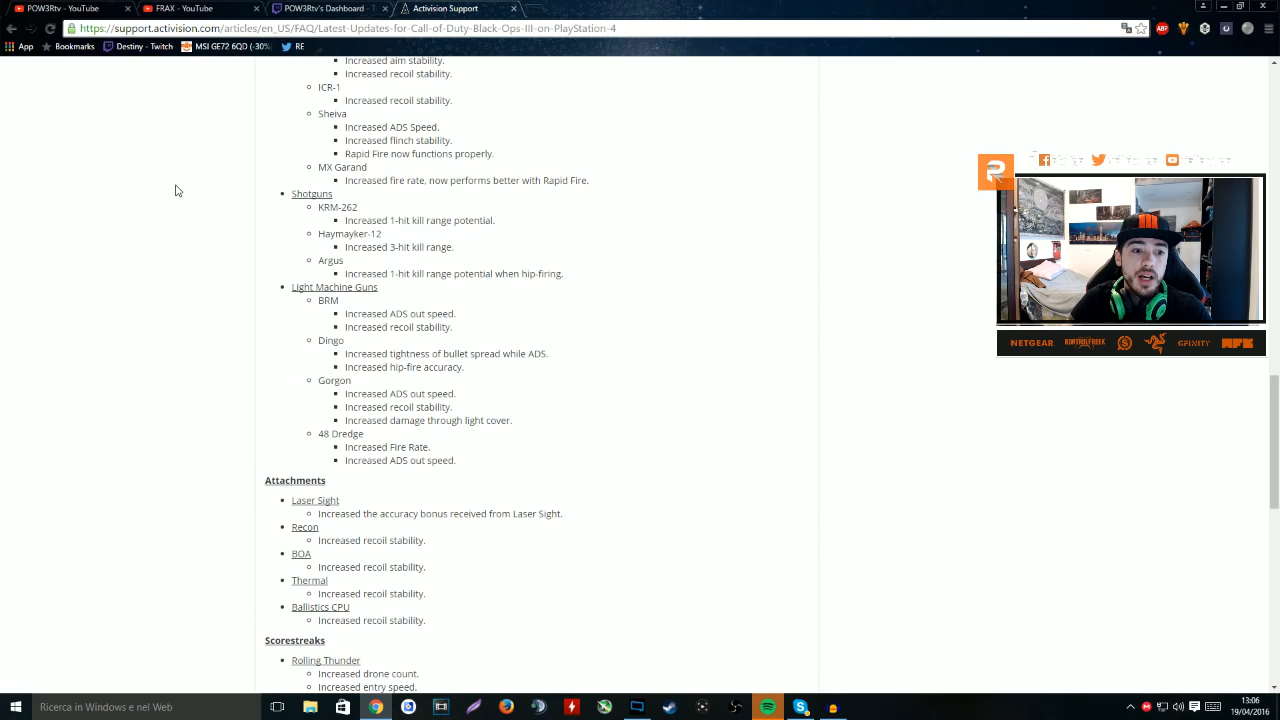 POW3Rtv - YouTube
FRAX - YouTube
POW3Rtv's Dashboard - T
Activision Support
https://support.activision.com/articles/en_US/FAQ/Latest-Updates-for-Call-of-Duty-Black-Ops-III-on-PlayStation-4
App
Bookmarks
Destiny - Twitch
MSI GE72 6QD (-30%)
RE
Increased aim stability.
Increased recoil stability.
ICR-1
Increased recoil stability.
Sheiva
Increased ADS Speed.
Increased flinch stability.
Rapid Fire now functions properly.
MX Garand
Increased fire rate, now performs better with Rapid Fire.
Shotguns
KRM-262
Increased 1-hit kill range potential.
Haymayker-12
Increased 3-hit kill range.
Argus
Increased 1-hit kill range potential when hip-firing.
Light Machine Guns
BRM
Increased ADS out speed.
Increased recoil stability.
Dingo
Increased tightness of bullet spread while ADS.
Increased hip-fire accuracy.
Gorgon
Increased ADS out speed.
Increased recoil stability.
Increased damage through light cover.
48 Dredge
Increased Fire Rate.
Increased ADS out speed.
Attachments
Laser Sight
Increased the accuracy bonus received from Laser Sight.
Recon
Increased recoil stability.
BOA
Increased recoil stability.
Thermal
Increased recoil stability.
Ballistics CPU
Increased recoil stability.
Scorestreaks
Rolling Thunder
Increased drone count.
Increased entry speed.
NETGEAR KONTROLFREEK GFINITY
Ricerca in Windows e nel Web
13:06
19/04/2016